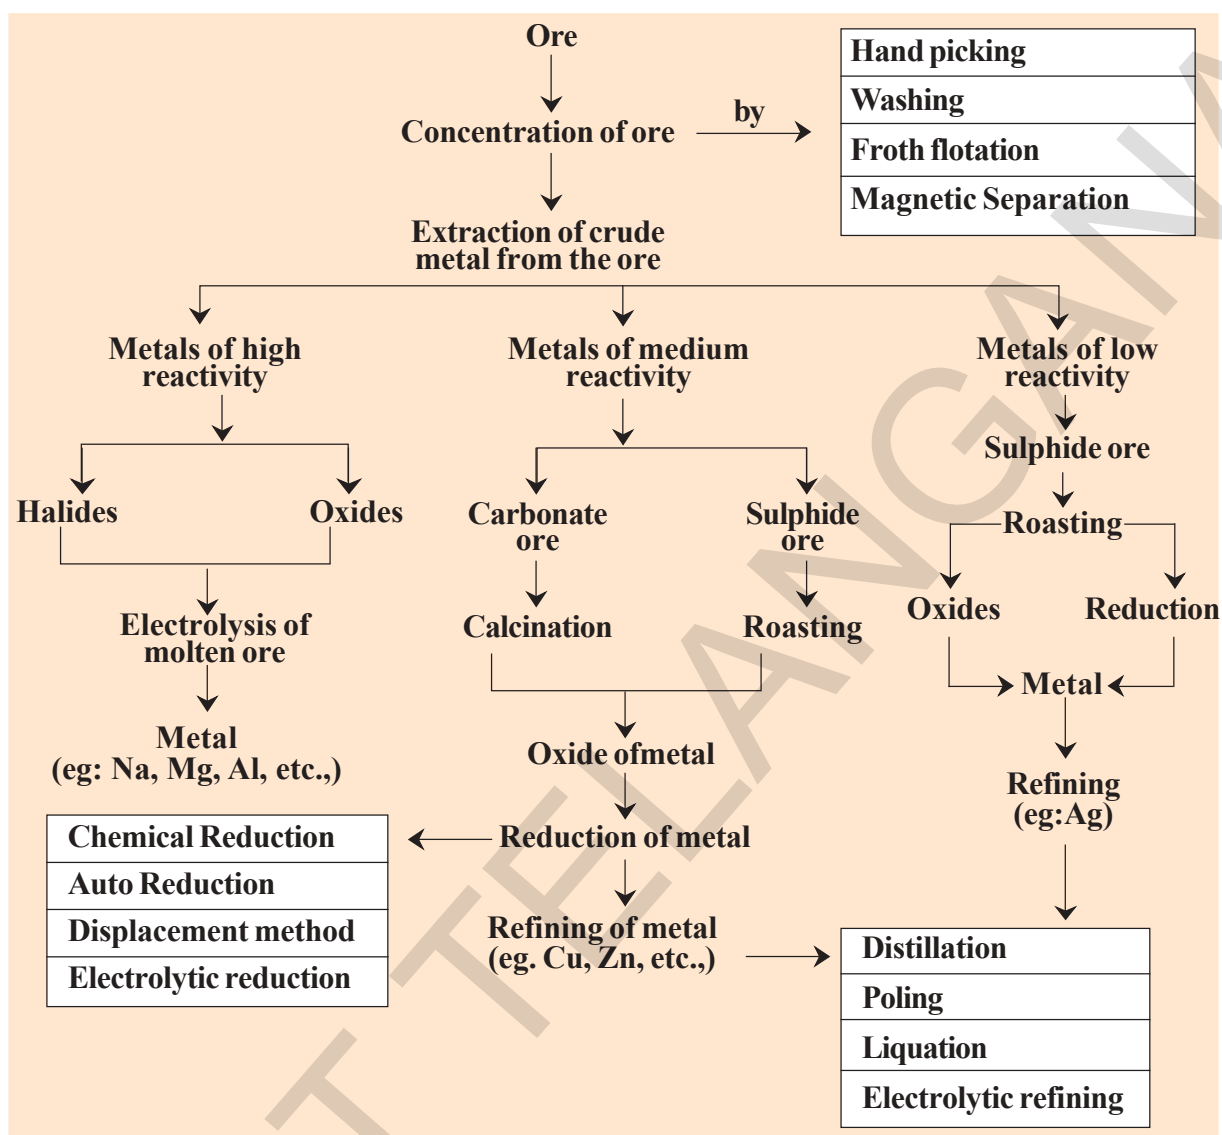 Ore
by
Hand picking
Washing
Froth flotation
Magnetic Separation
Concentration of ore
Extraction of crude
metal from the ore
Metals of high
reactivity
Metals of medium
reactivity
Metals of low
reactivity
Halides
Oxides
Carbonate
ore
Sulphide
ore
Sulphide ore
Roasting
Electrolysis of
molten ore
Calcination
Roasting
Oxides
Reduction
Metal
(eg: Na, Mg, Al, etc.,)
Oxide ofmetal
Metal
Chemical Reduction
Auto Reduction
Displacement method
Electrolytic reduction
Reduction of metal
Refining
(eg:Ag)
Refining of metal
(eg. Cu, Zn, etc.,)
Distillation
Poling
Liquation
Electrolytic refining
T TELANGANA